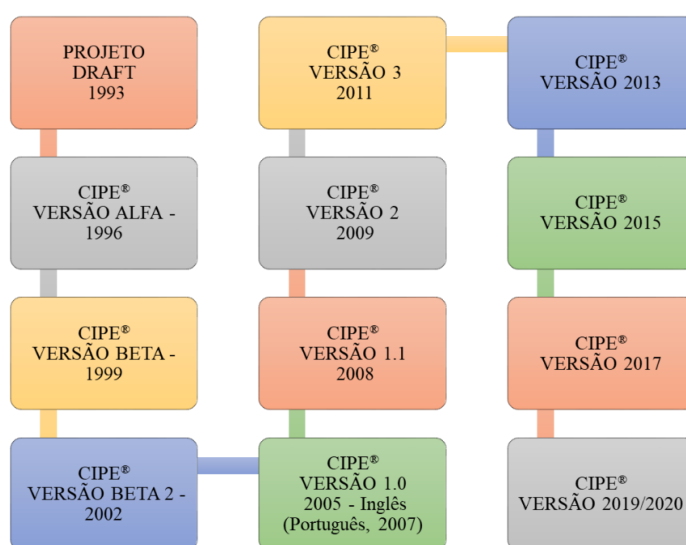 PROJETO
DRAFT
1993
CIPE®
VERSÃO ALFA -
1996
CIPE®
VERSÃO BETA -
1999
CIPE®
VERSÃO BETA 2 -
2002
CIPE®
VERSÃO 1.0
2005 - Inglês
(Português, 2007)
CIPE®
VERSÃO 1.1
2008
CIPE®
VERSÃO 2
2009
CIPE®
VERSÃO 3
2011
CIPE®
VERSÃO 2013
CIPE®
VERSÃO 2015
CIPE®
VERSÃO 2017
CIPE®
VERSÃO 2019/2020